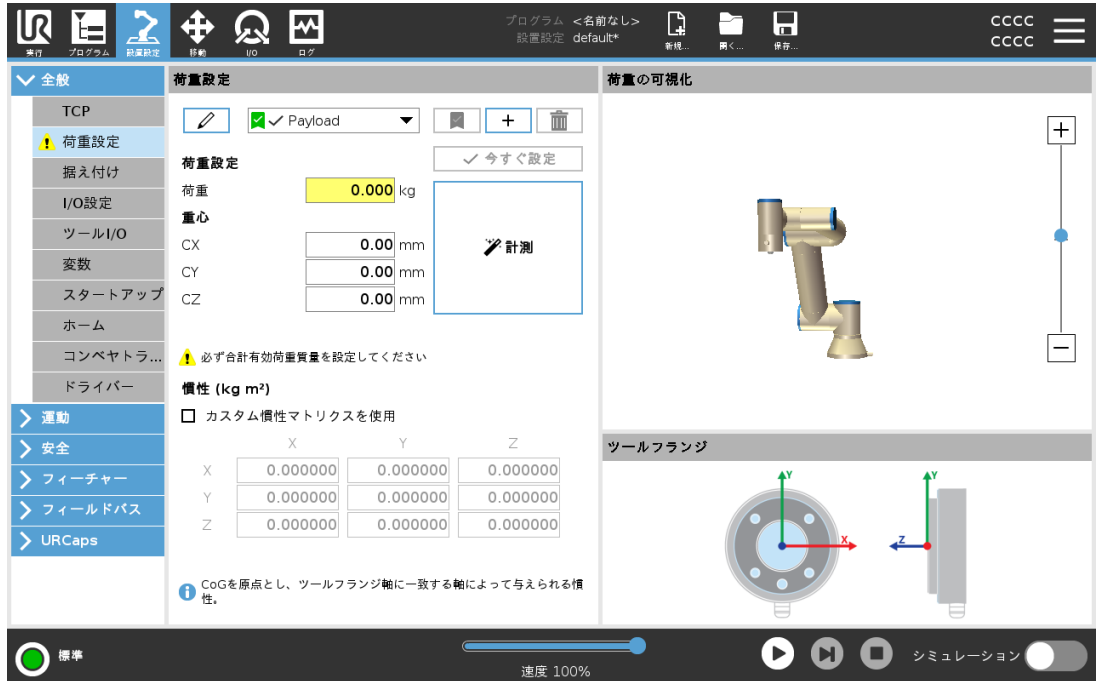 UR
実行
プログラム
設置設定
移動
I/O
ログ
プログラム <名前なし>
設置設定 default*
新規...
開く...
保存...
CCCC
CCCC
全般
TCP
荷重設定
据え付け
I/O設定
ツールI/O
変数
スタートアップ
ホーム
コンベヤトラ...
ドライバー
運動
安全
フィーチャー
フィールドバス
URCaps
荷重設定
Payload
荷重設定
今すぐ設定
荷重 0.000 kg
重心
CX 0.00 mm
CY 0.00 mm
CZ 0.00 mm
計測
必ず合計有効荷重質量を設定してください
慣性 (kg m²)
カスタム慣性マトリクスを使用
X Y Z
X 0.000000 0.000000 0.000000
Y 0.000000 0.000000 0.000000
Z 0.000000 0.000000 0.000000
CoGを原点とし、ツールフランジ軸に一致する軸によって与えられる慣
性。
荷重の可視化
ツールフランジ
Y
X
Y
Z
標準
速度 100%
シミュレーション